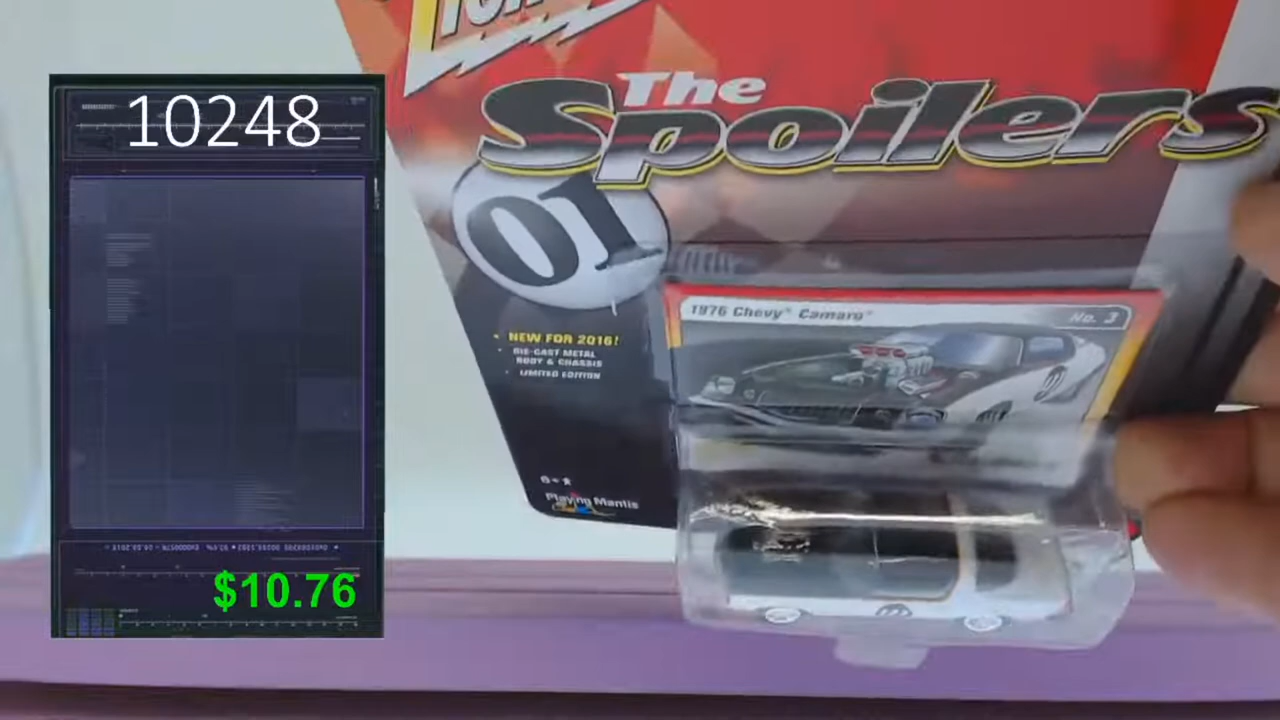 10248
$10.76
The
Spoilers
01
1976 Chevy® Camaro®
No. 3
• NEW FOR 2016!
• DIE-CAST METAL
BODY & CHASSIS
• LIMITED EDITION
Playing Mantis